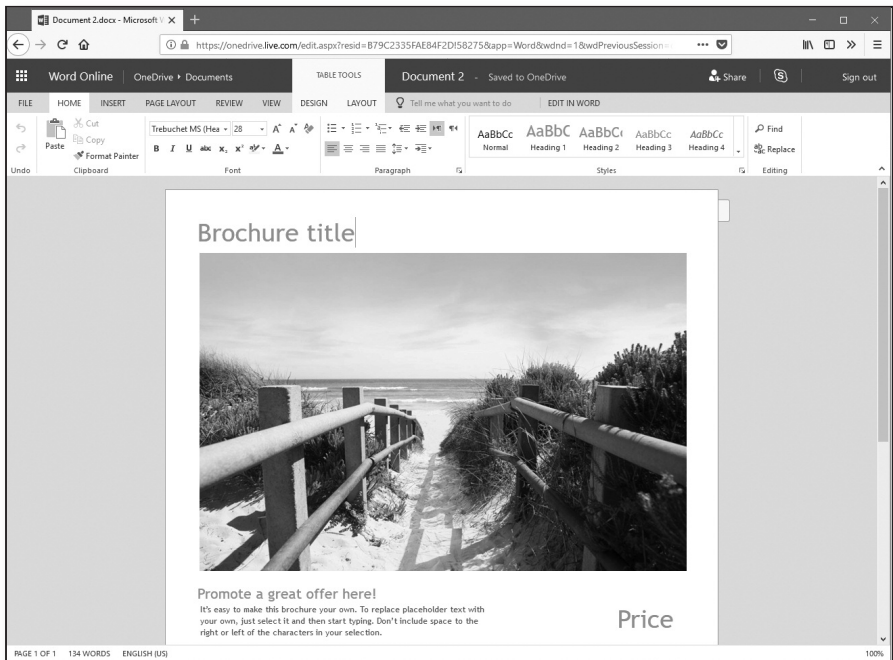 Document 2.docx - Microsoft
https://onedrive.live.com/edit.aspx?resid=B79C2335FAE84F2D!58275&app=Word&wdnd=1&wdPreviousSession=
Word Online OneDrive ▸ Documents TABLE TOOLS Document 2 - Saved to OneDrive Share Sign out
FILE HOME INSERT PAGE LAYOUT REVIEW VIEW DESIGN LAYOUT Tell me what you want to do EDIT IN WORD
Cut
Copy
Paste
Format Painter
Trebuchet MS (Hea 28
B I U abc x₂ x² A
AaBbCc AaBbC AaBbCc AaBbCc AaBbCc
Normal Heading 1 Heading 2 Heading 3 Heading 4
Find
Replace
Undo Clipboard Font Paragraph Styles Editing
Brochure title
Promote a great offer here!
It's easy to make this brochure your own. To replace placeholder text with
your own, just select it and then start typing. Don't include space to the
right or left of the characters in your selection.
Price
PAGE 1 OF 1 134 WORDS ENGLISH (US) 100%